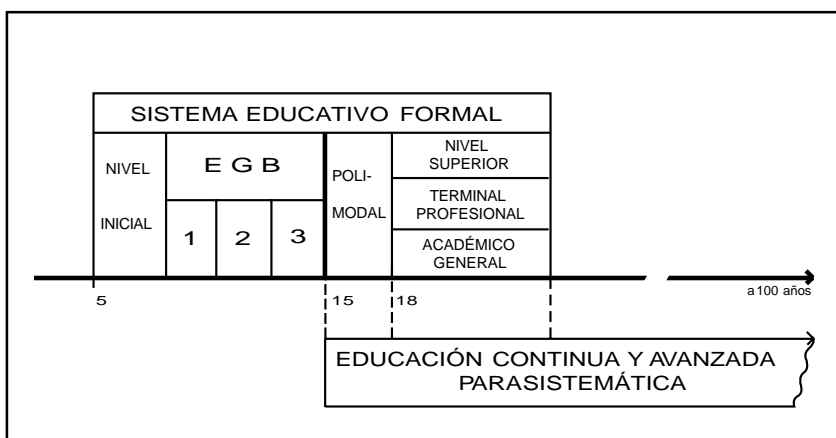 SISTEMA EDUCATIVO FORMAL
NIVEL
INICIAL
E G B
1 2 3
POLI-
MODAL
NIVEL
SUPERIOR
TERMINAL
PROFESIONAL
ACADÉMICO
GENERAL
a 100 años
5 15 18
EDUCACIÓN CONTINUA Y AVANZADA
PARASISTEMÁTICA